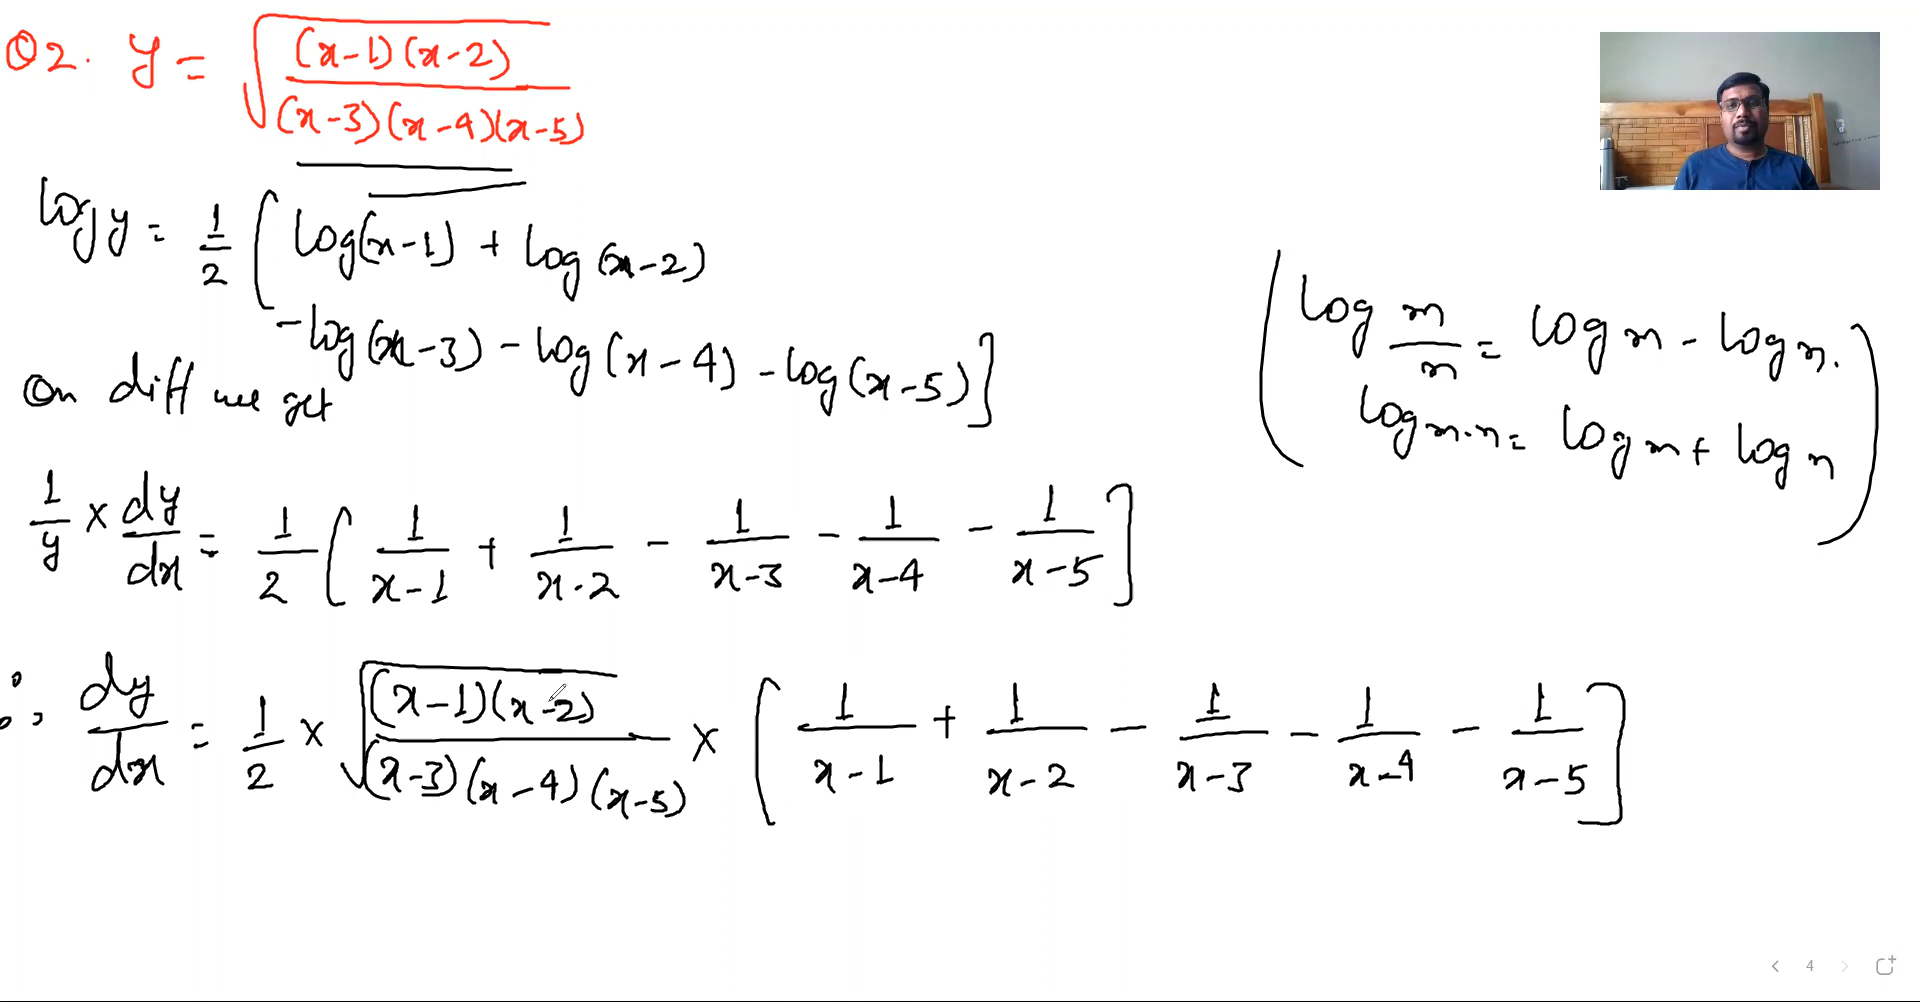 Q2. y = √((x-1)(x-2) / (x-3)(x-4)(x-5))
log y = 1/2 [log(x-1) + log(x-2)
-log(x-3) - log(x-4) - log(x-5)]
On diff we get
1/y × dy/dx = 1/2 [1/(x-1) + 1/(x-2) - 1/(x-3) - 1/(x-4) - 1/(x-5)]
∴ dy/dx = 1/2 × √((x-1)(x-2) / (x-3)(x-4)(x-5)) × [1/(x-1) + 1/(x-2) - 1/(x-3) - 1/(x-4) - 1/(x-5)]
(log m/n = log m - log n.
log m.n = log m + log n)
4